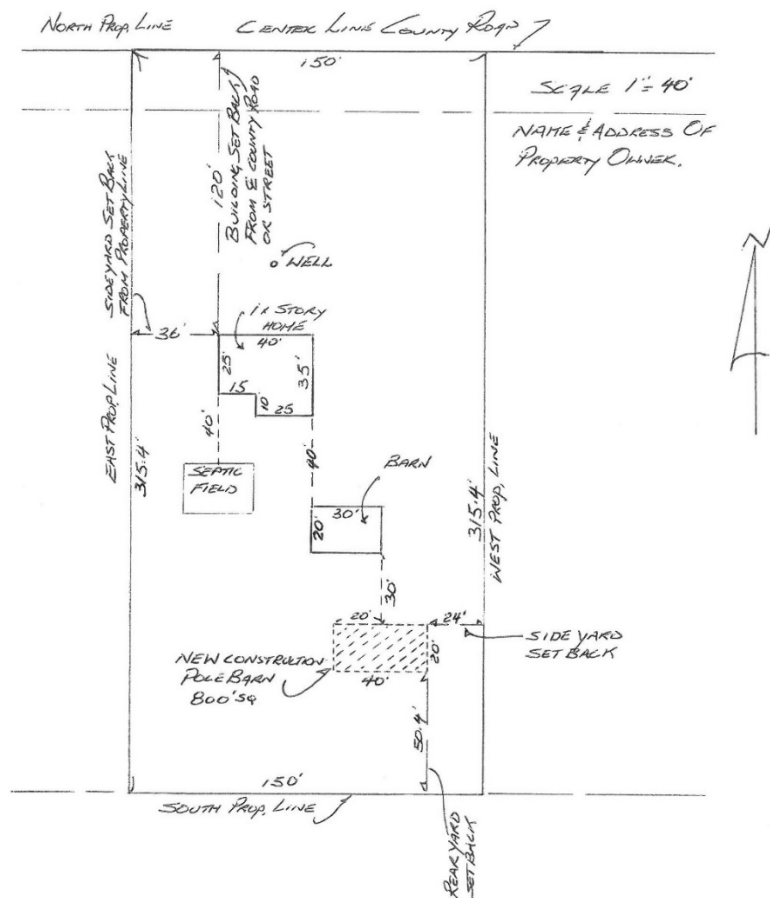 NORTH PROP. LINE
CENTER LINE COUNTY ROAD
150'
SCALE 1"=40'
NAME & ADDRESS OF
PROPERTY OWNER.
SIDEYARD SET BACK
FROM PROPERTY LINE
120'
BUILDING SET BACK
FROM ℄ COUNTY ROAD
OR STREET
WELL
N
36'
STORY
HOME
40'
25'
35'
15
10'
25
EAST PROP. LINE
315.4'
40'
SEPTIC
FIELD
40'
BARN
30'
20'
315.4'
WEST PROP. LINE
30'
20'
24'
SIDE YARD
SET BACK
20'
NEW CONSTRUCTION
POLE BARN
800'SQ
40'
50.4'
150'
SOUTH PROP. LINE
REAR YARD
SET BACK